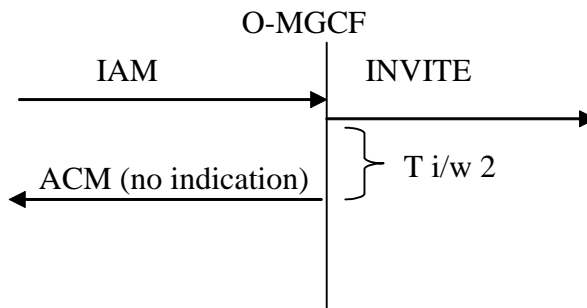 O-MGCF
IAM
INVITE
T i/w 2
ACM (no indication)